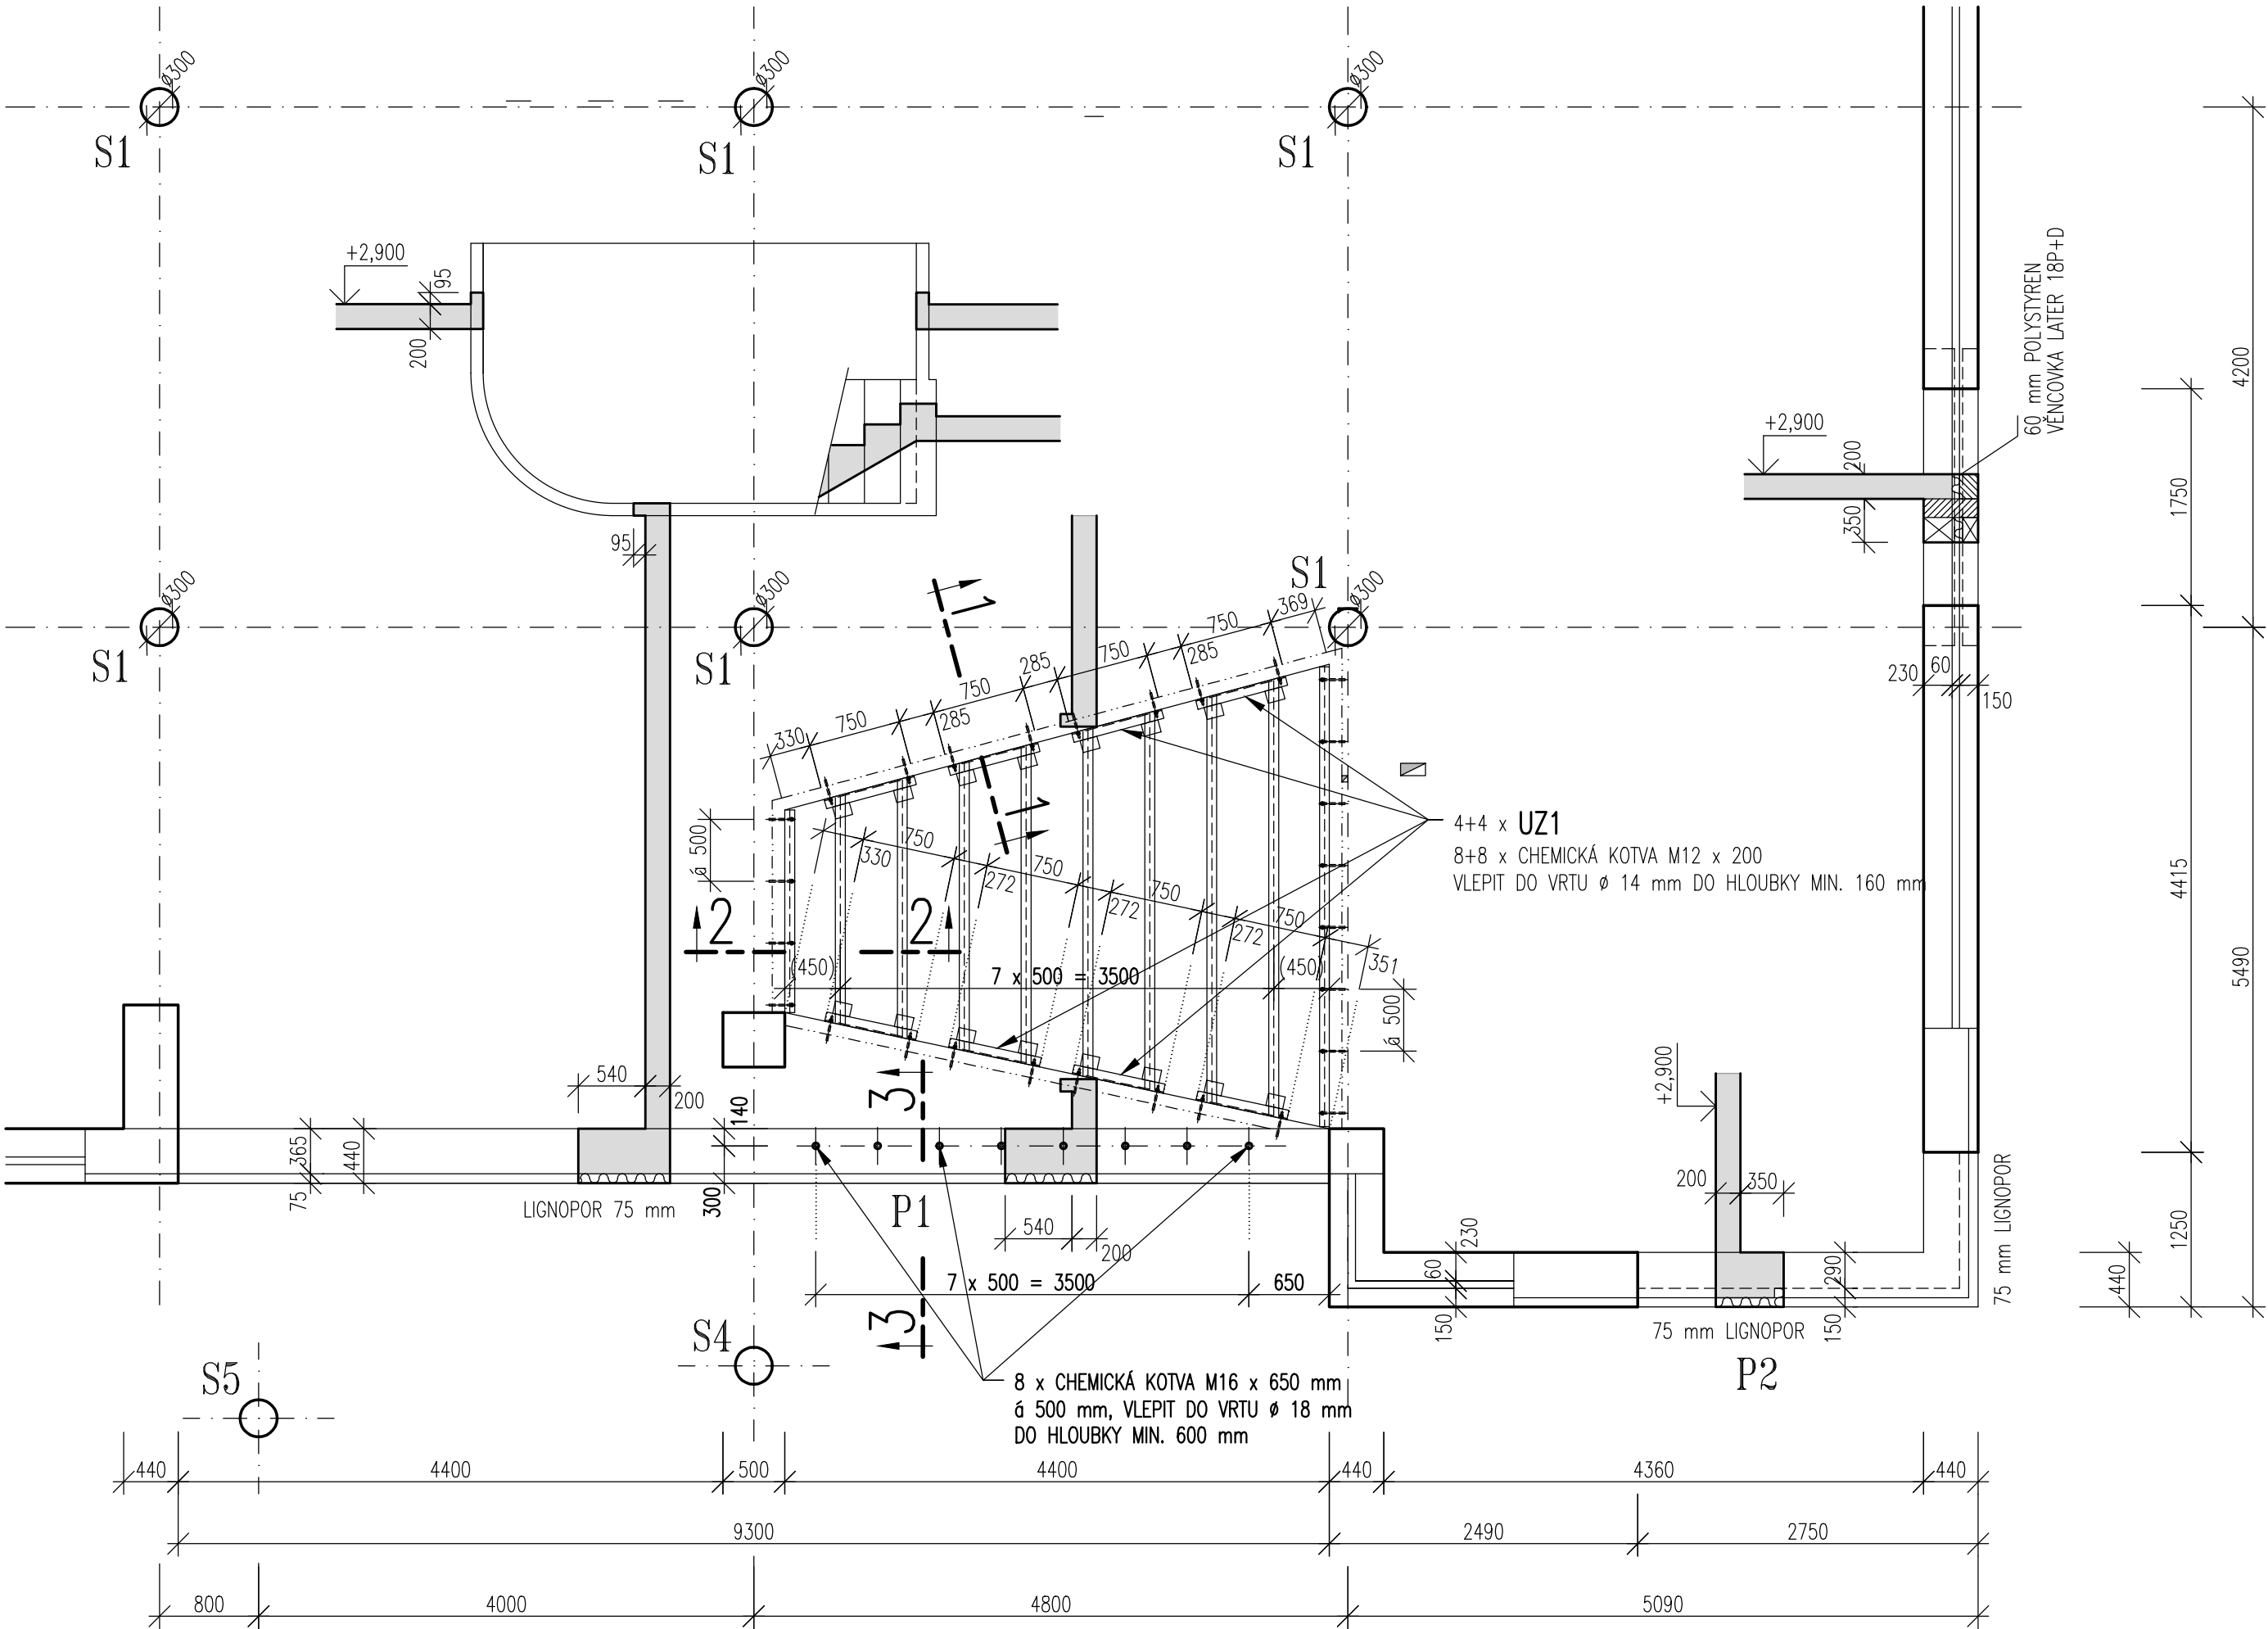 ø300
ø300
ø300
S1
S1
S1
+2,900
95
200
60 mm POLYSTYREN
VĚNCOVKA LATER 18P+D
4200
+2,900
200
350
1750
95
ø300
ø300
S1
ø300
S1
S1
1
369
750
285
750
285
750
285
750
330
230
60
150
1
á 500
750
330
272
750
272
750
272
750
351
4+4 x UZ1
8+8 x CHEMICKÁ KOTVA M12 x 200
VLEPIT DO VRTU ø 14 mm DO HLOUBKY MIN. 160 mm
4415
2
2
(450)
7 x 500 = 3500
(450)
á 500
5490
540
200
140
3
+2,900
365
440
75
300
LIGNOPOR 75 mm
P1
540
200
200
350
75 mm LIGNOPOR
1250
7 x 500 = 3500
650
230
60
150
290
150
440
3
75 mm LIGNOPOR
P2
S4
S5
8 x CHEMICKÁ KOTVA M16 x 650 mm
á 500 mm, VLEPIT DO VRTU ø 18 mm
DO HLOUBKY MIN. 600 mm
440
4400
500
4400
440
4360
440
9300
2490
2750
800
4000
4800
5090